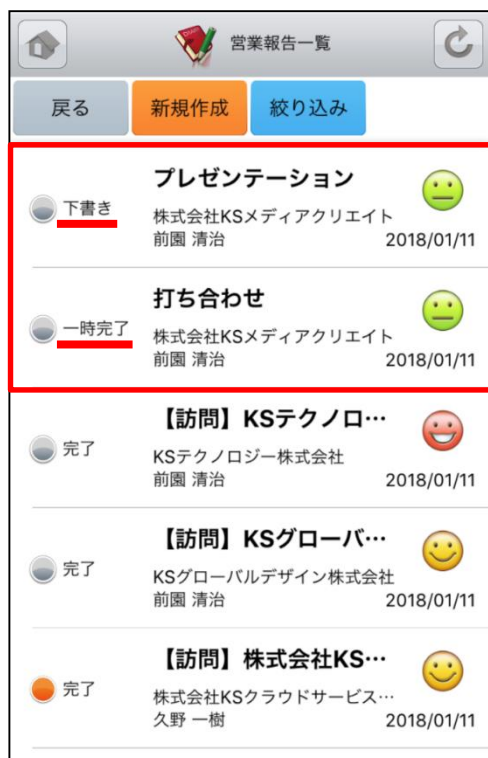 営業報告一覧
戻る 新規作成 絞り込み
プレゼンテーション
下書き
株式会社KSメディアクリエイト
前園 清治 2018/01/11
打ち合わせ
一時完了
株式会社KSメディアクリエイト
前園 清治 2018/01/11
【訪問】KSテクノロ…
完了
KSテクノロジー株式会社
前園 清治 2018/01/11
【訪問】KSグローバ…
完了
KSグローバルデザイン株式会社
前園 清治 2018/01/11
【訪問】株式会社KS…
完了
株式会社KSクラウドサービス…
久野 一樹 2018/01/11